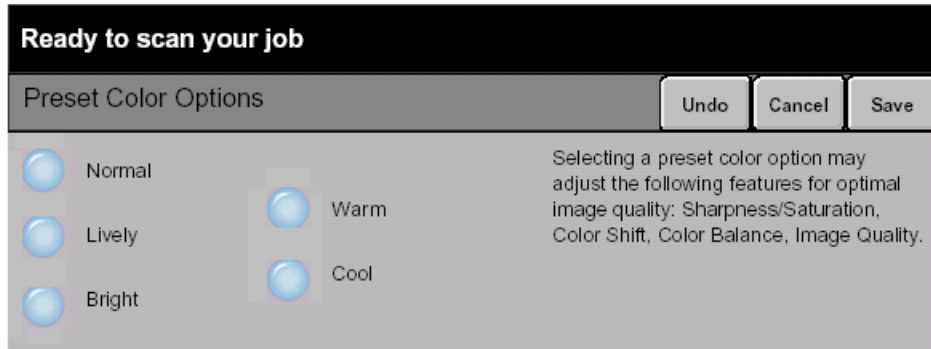 Ready to scan your job
Preset Color Options
Undo
Cancel
Save
Normal
Lively
Bright
Warm
Cool
Selecting a preset color option may
adjust the following features for optimal
image quality: Sharpness/Saturation,
Color Shift, Color Balance, Image Quality.